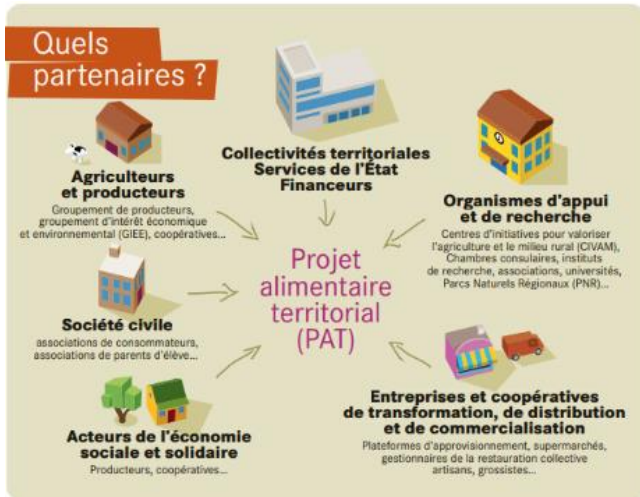 Quels
partenaires ?
Agriculteurs
et producteurs
Groupement de producteurs,
groupement d'intérêt économique
et environmental (GIEE), coopératives...
Collectivités territoriales
Services de l'État
Financeurs
Organismes d'appui
et de recherche
Centres d'initiatives pour valoriser
l'agriculture et le milieu rural (CIVAM),
Chambres consulaires, instituts
de recherche, associations, universités,
Parcs Naturels Régionaux (PNR)...
Projet
alimentaire
territorial
(PAT)
Société civile
associations de consommateurs,
associations de parents d'élève...
Acteurs de l'économie
sociale et solidaire
Producteurs, coopératives...
Entreprises et coopératives
de transformation, de distribution
et de commercialisation
Plateformes d'approvisionnement, supermarchés,
gestionnaires de la restauration collective
artisans, grossistes...